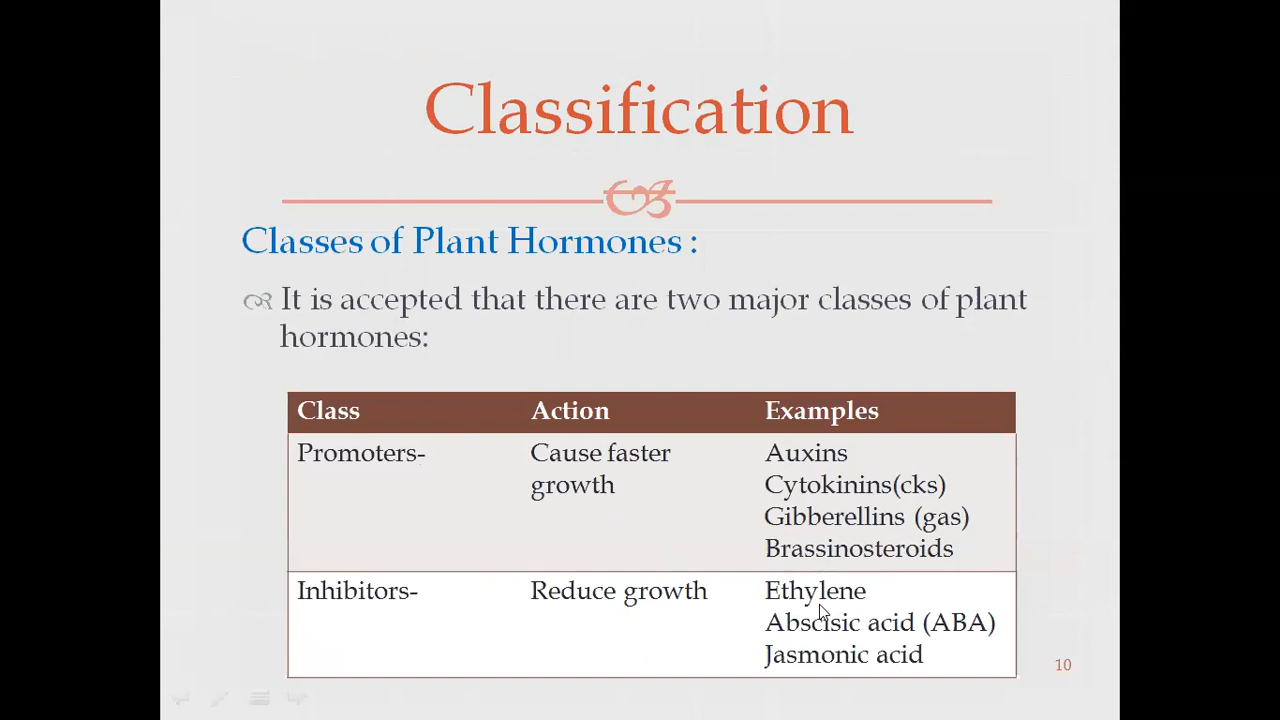 Classification
Classes of Plant Hormones :
It is accepted that there are two major classes of plant
hormones:
Class Action Examples
Promoters- Cause faster Auxins
growth Cytokinins(cks)
Gibberellins (gas)
Brassinosteroids
Inhibitors- Reduce growth Ethylene
Abscisic acid (ABA)
Jasmonic acid
10